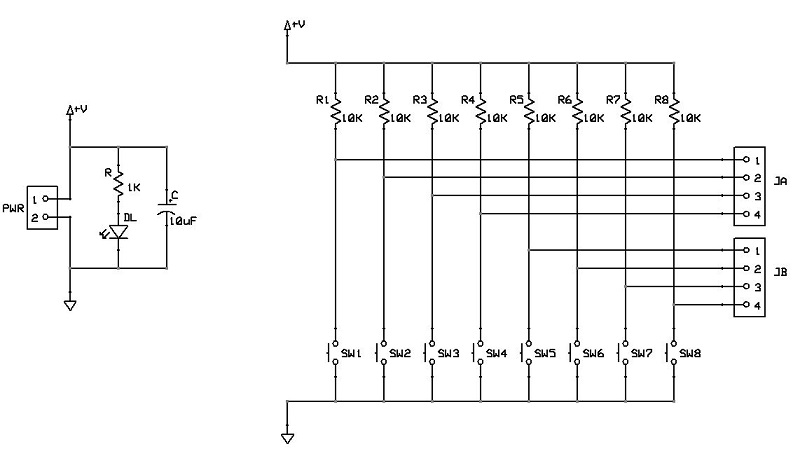 +V
R1 R2 R3 R4 R5 R6 R7 R8
10K 10K 10K 10K 10K 10K 10K 10K
+V
R
1K
C
+
PWR
1
2
DL
10uF
1
2
3
4
JA
1
2
3
4
JB
SW1 SW2 SW3 SW4 SW5 SW6 SW7 SW8